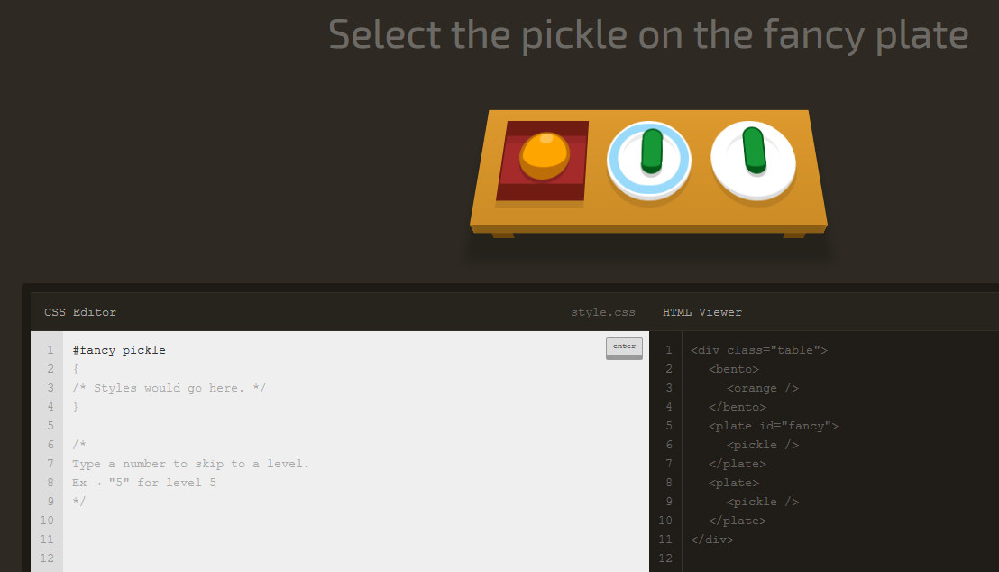 Select the pickle on the fancy plate
CSS Editor
style.css
HTML Viewer
enter
1 #fancy pickle
2 {
3 /* Styles would go here. */
4 }
5
6 /*
7 Type a number to skip to a level.
8 Ex → "5" for level 5
9 */
10
11
12
1 <div class="table">
2 <bento>
3 <orange />
4 </bento>
5 <plate id="fancy">
6 <pickle />
7 </plate>
8 <plate>
9 <pickle />
10 </plate>
11 </div>
12